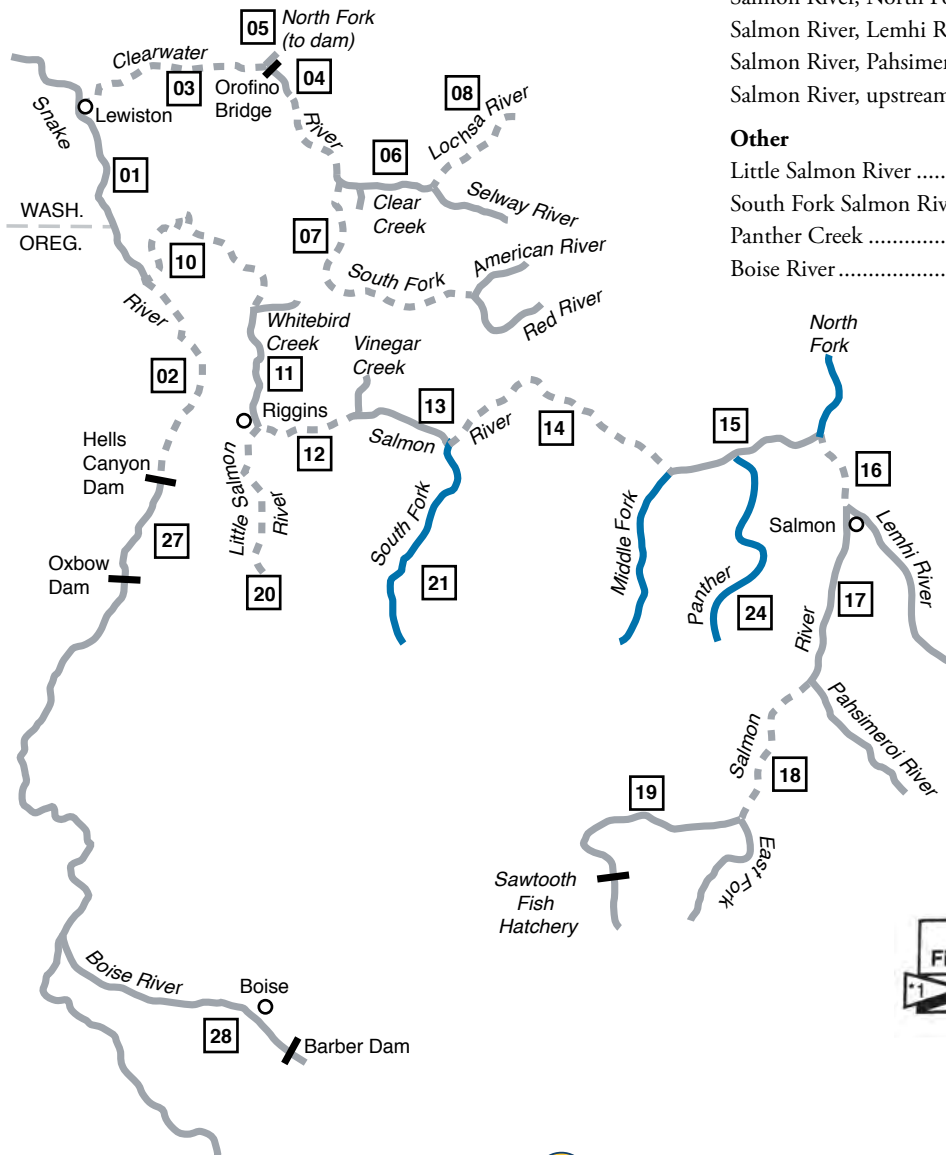 Salmon River, North Fo
Salmon River, Lemhi R
Salmon River, Pahsimer
Salmon River, upstream
Other
Little Salmon River .....
South Fork Salmon Riv
Panther Creek ..............
Boise River....................
05
North Fork
(to dam)
Clearwater
03
04
Orofino
Bridge
08
Lochsa River
Snake
Lewiston
River
06
01
Clear
Creek
Selway River
WASH.
OREG.
10
07
South Fork
American River
Red River
River
Whitebird
Creek
Vinegar
Creek
North
Fork
02
11
Riggins
13
Salmon
River
14
15
12
16
Hells
Canyon
Dam
Little Salmon
River
South Fork
Middle Fork
Salmon
Lemhi River
27
Oxbow
Dam
20
21
Panther
24
17
River
Pahsimeroi River
Salmon
18
19
East Fork
Sawtooth
Fish
Hatchery
Boise River
Boise
28
Barber Dam
*1